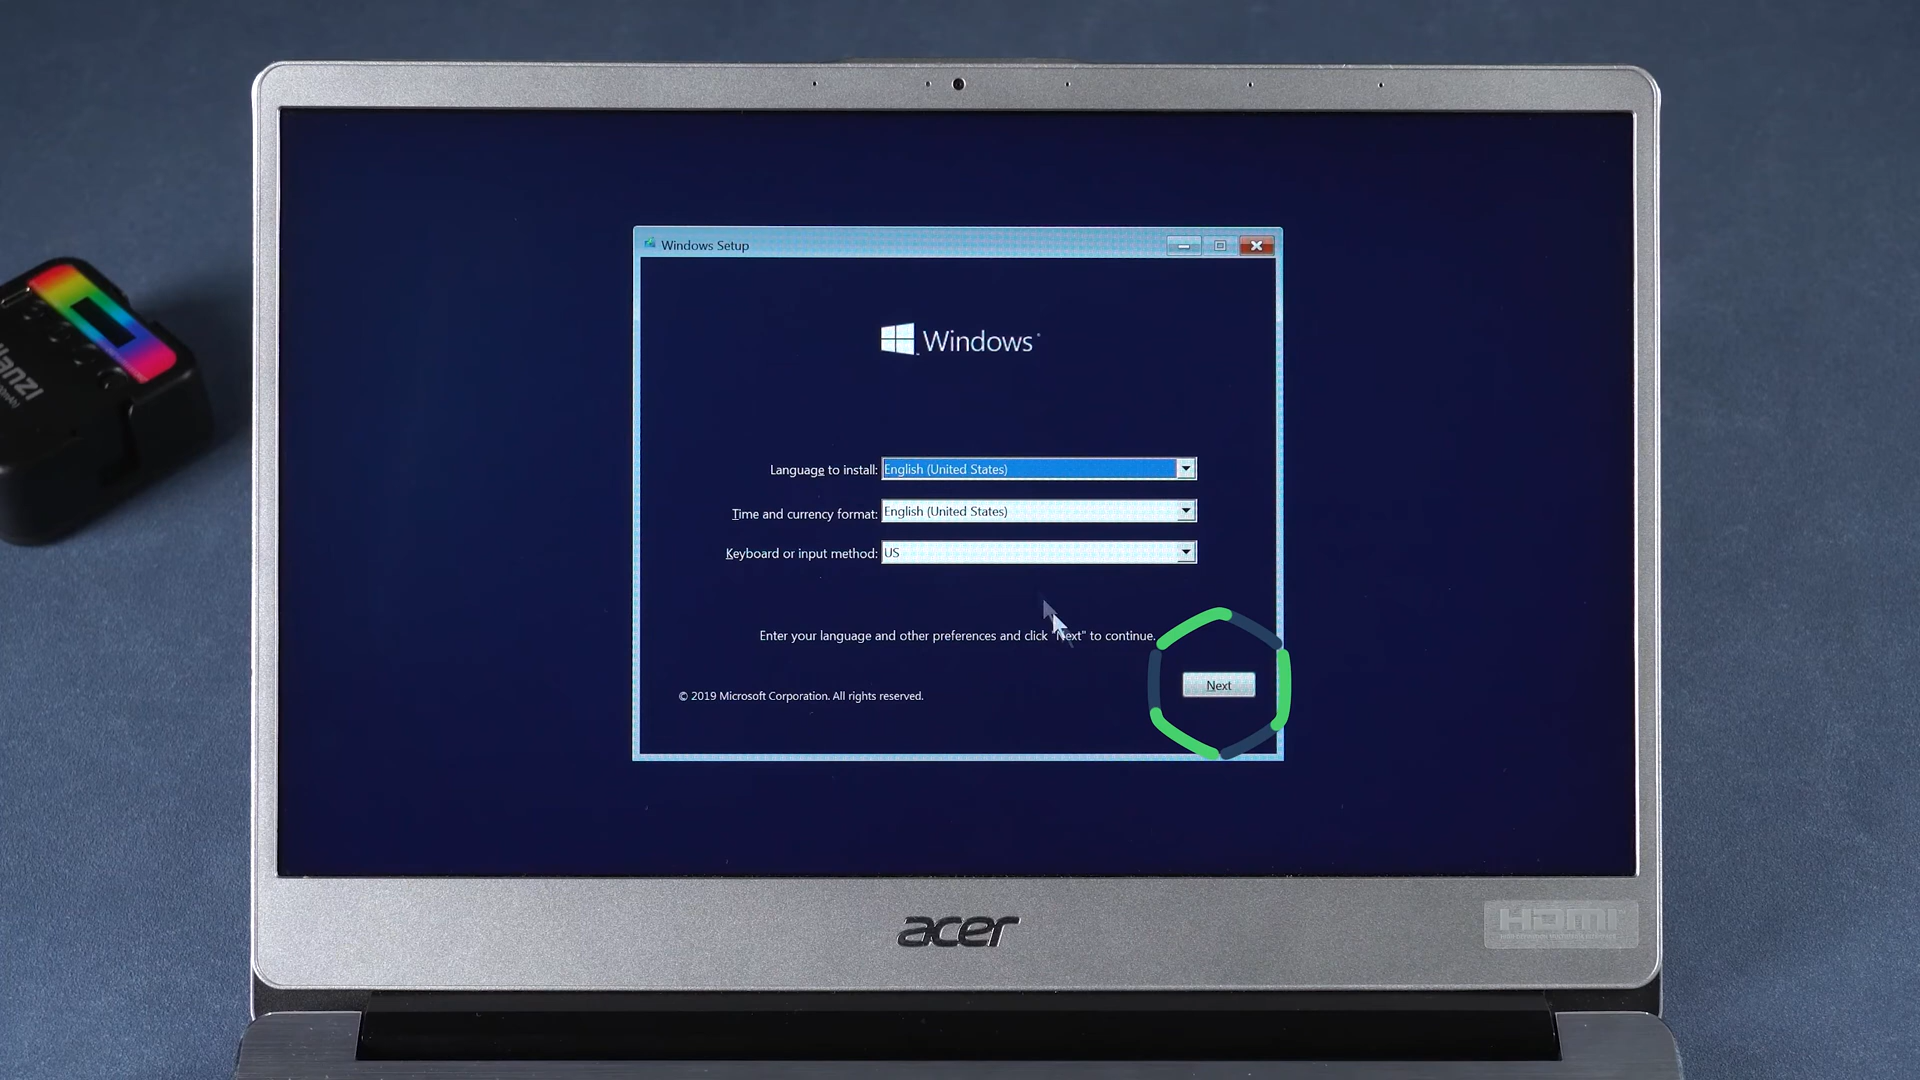 Windows Setup
Windows
Language to install: English (United States)
Time and currency format: English (United States)
Keyboard or input method: US
Enter your language and other preferences and click "Next" to continue.
Next
© 2019 Microsoft Corporation. All rights reserved.
acer
HDMI